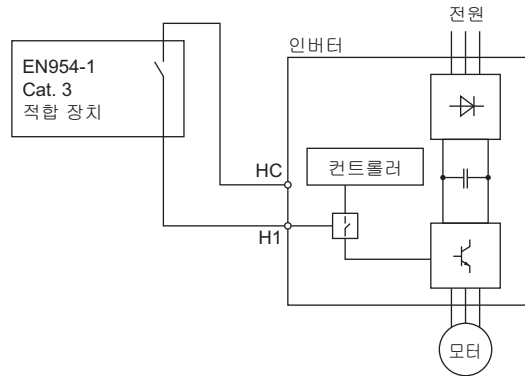 전원
인버터
EN954-1
Cat. 3
적합 장치
HC
컨트롤러
H1
모터